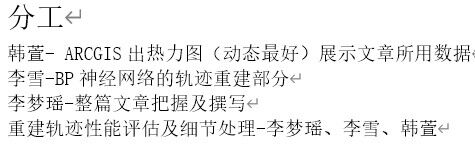 分工
韩萱- ARCGIS 出热力图（动态最好）展示文章所用数据
李雪-BP 神经网络的轨迹重建部分
李梦瑶-整篇文章把握及撰写
重建轨迹性能评估及细节处理-李梦瑶、李雪、韩萱